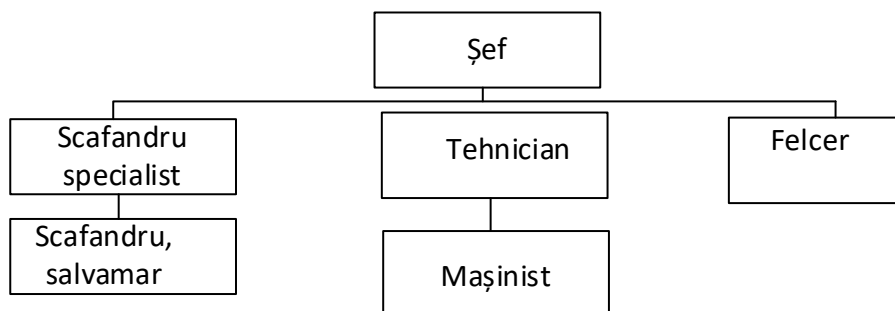 Șef
Scafandru
specialist
Tehnician
Felcer
Scafandru,
salvamar
Mașinist